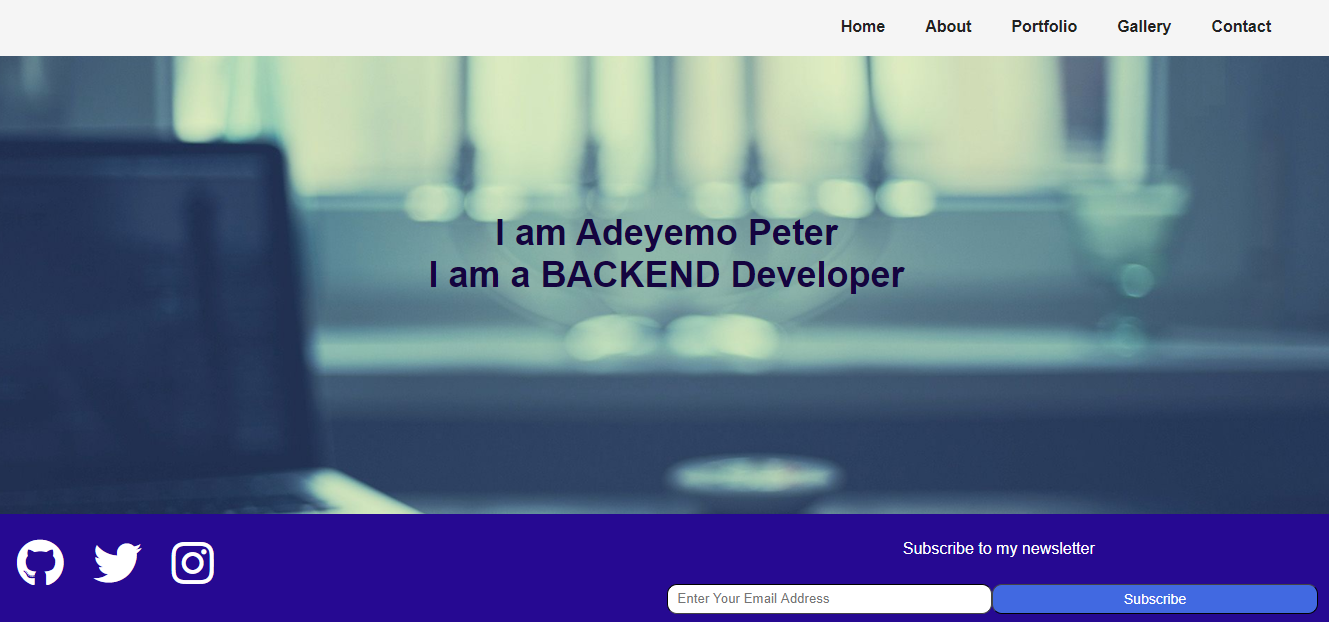 Home About Portfolio Gallery Contact
I am Adeyemo Peter
I am a BACKEND Developer
Subscribe to my newsletter
Enter Your Email Address Subscribe